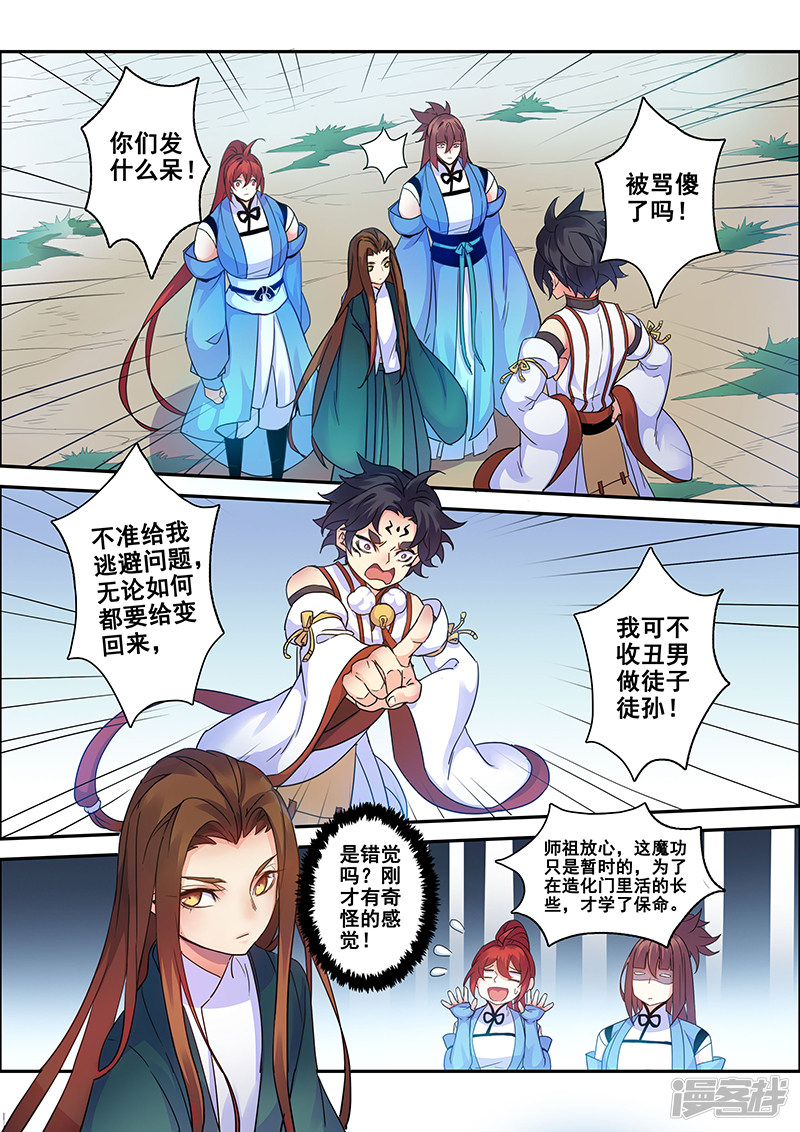 你们发
什么呆！
被骂傻
了吗！
不准给我
逃避问题，
无论如何
都要给变
回来，
我可不
收丑男
做徒子
徒孙！
是错觉
吗？刚
才有奇
怪的感
觉！
师祖放心，这魔功
只是暂时的，为了
在造化门里活的长
些，才学了保命。
漫客栈